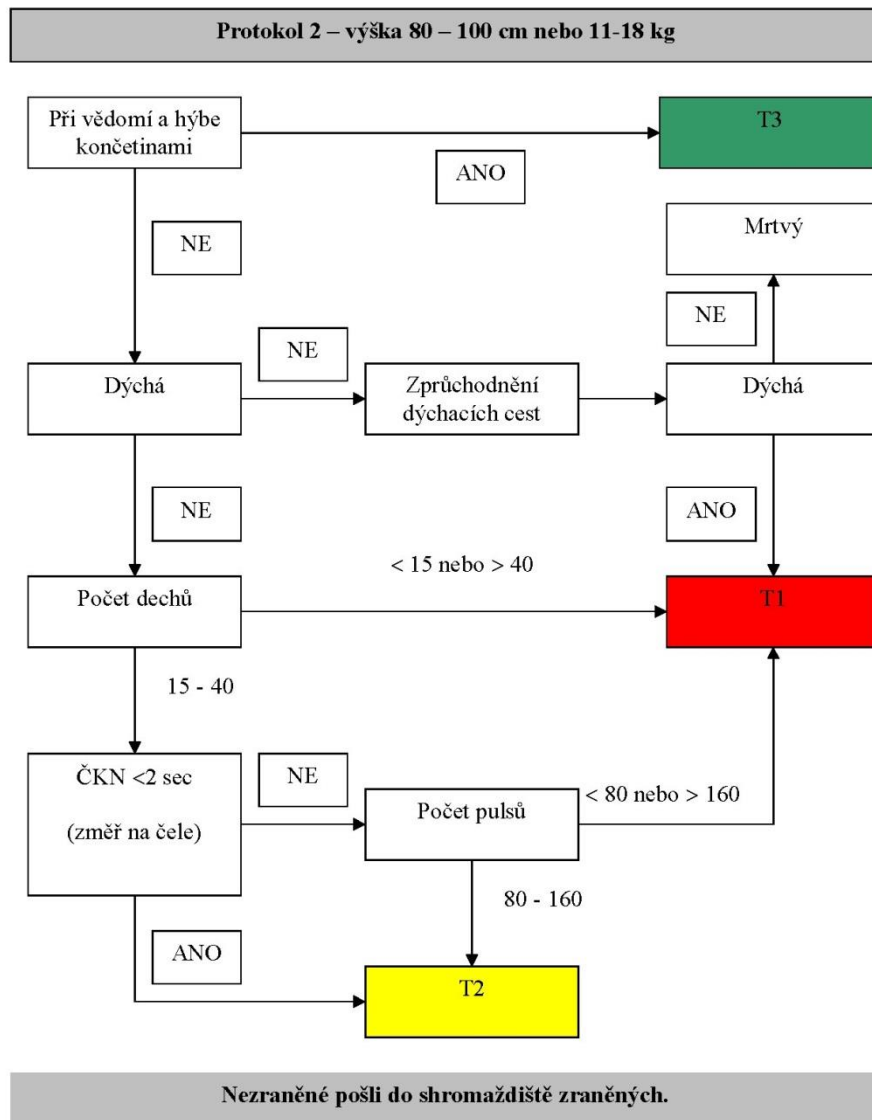 Protokol 2 – výška 80 – 100 cm nebo 11-18 kg
Při vědomí a hýbe
končetinami
T3
ANO
Mrtvý
NE
NE
Dýchá
NE
Zprůchodnění
dýchacích cest
Dýchá
NE
ANO
Počet dechů
< 15 nebo > 40
T1
15 - 40
ČKN <2 sec
(změř na čele)
NE
Počet pulsů
< 80 nebo > 160
80 - 160
ANO
T2
Nezraněné pošli do shromaždiště zraněných.